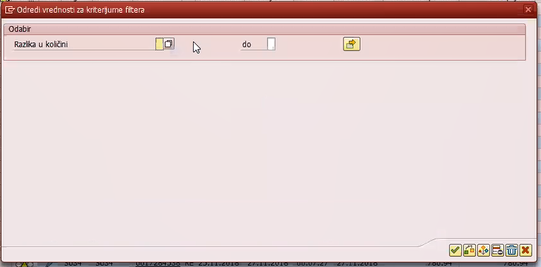 Odredi vrednosti za kriterijume filtera
Odabir
Razlika u količini do